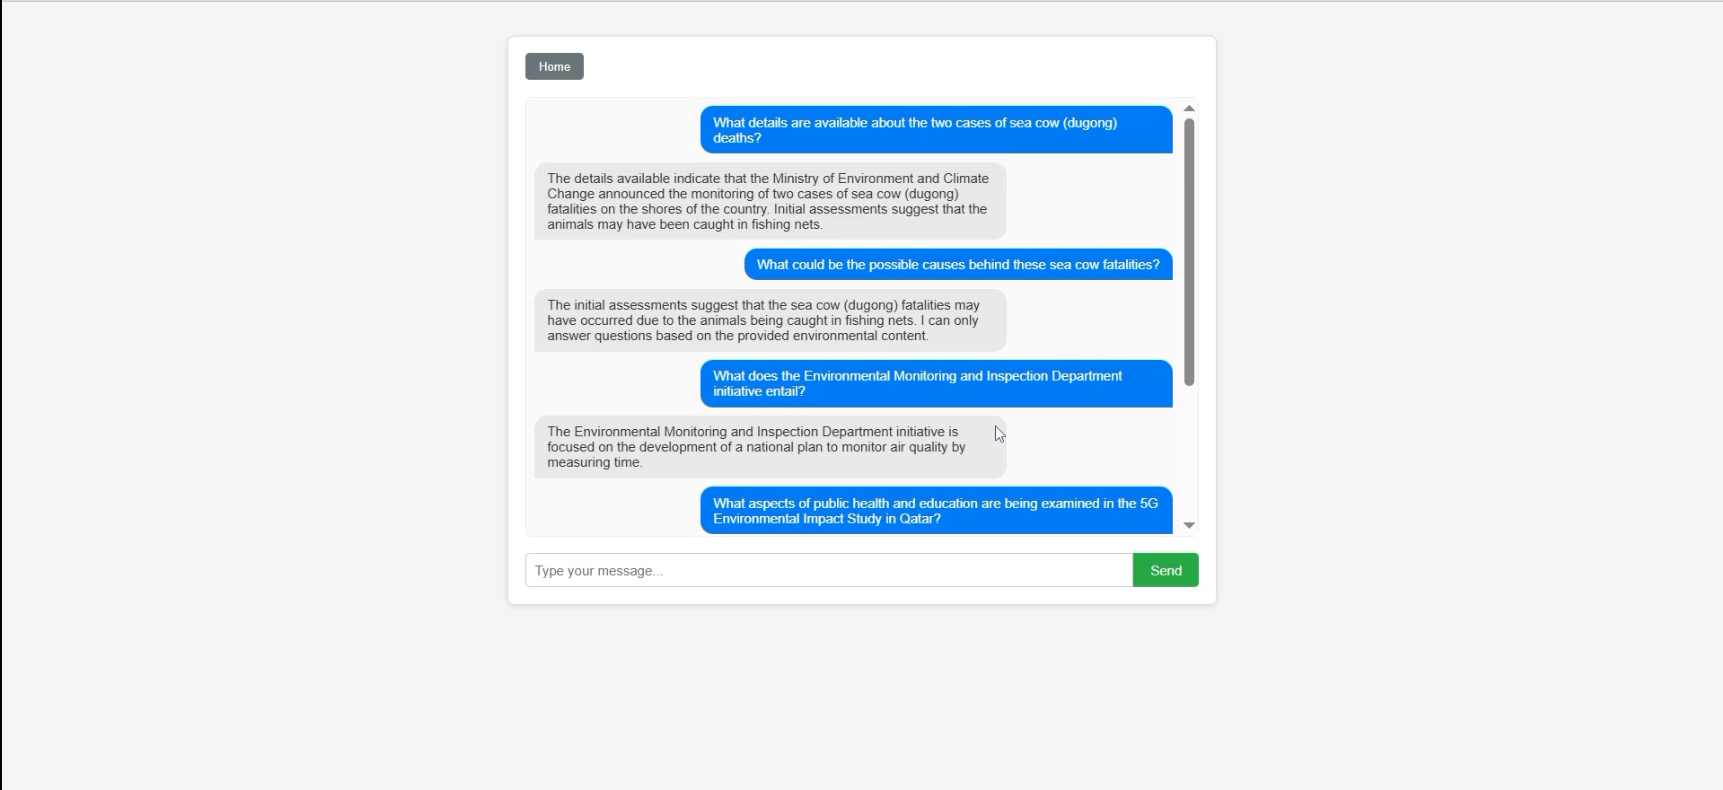 Home
What details are available about the two cases of sea cow (dugong)
deaths?
The details available indicate that the Ministry of Environment and Climate
Change announced the monitoring of two cases of sea cow (dugong)
fatalities on the shores of the country. Initial assessments suggest that the
animals may have been caught in fishing nets.
What could be the possible causes behind these sea cow fatalities?
The initial assessments suggest that the sea cow (dugong) fatalities may
have occurred due to the animals being caught in fishing nets. I can only
answer questions based on the provided environmental content.
What does the Environmental Monitoring and Inspection Department
initiative entail?
The Environmental Monitoring and Inspection Department initiative is
focused on the development of a national plan to monitor air quality by
measuring time.
What aspects of public health and education are being examined in the 5G
Environmental Impact Study in Qatar?
Type your message...
Send